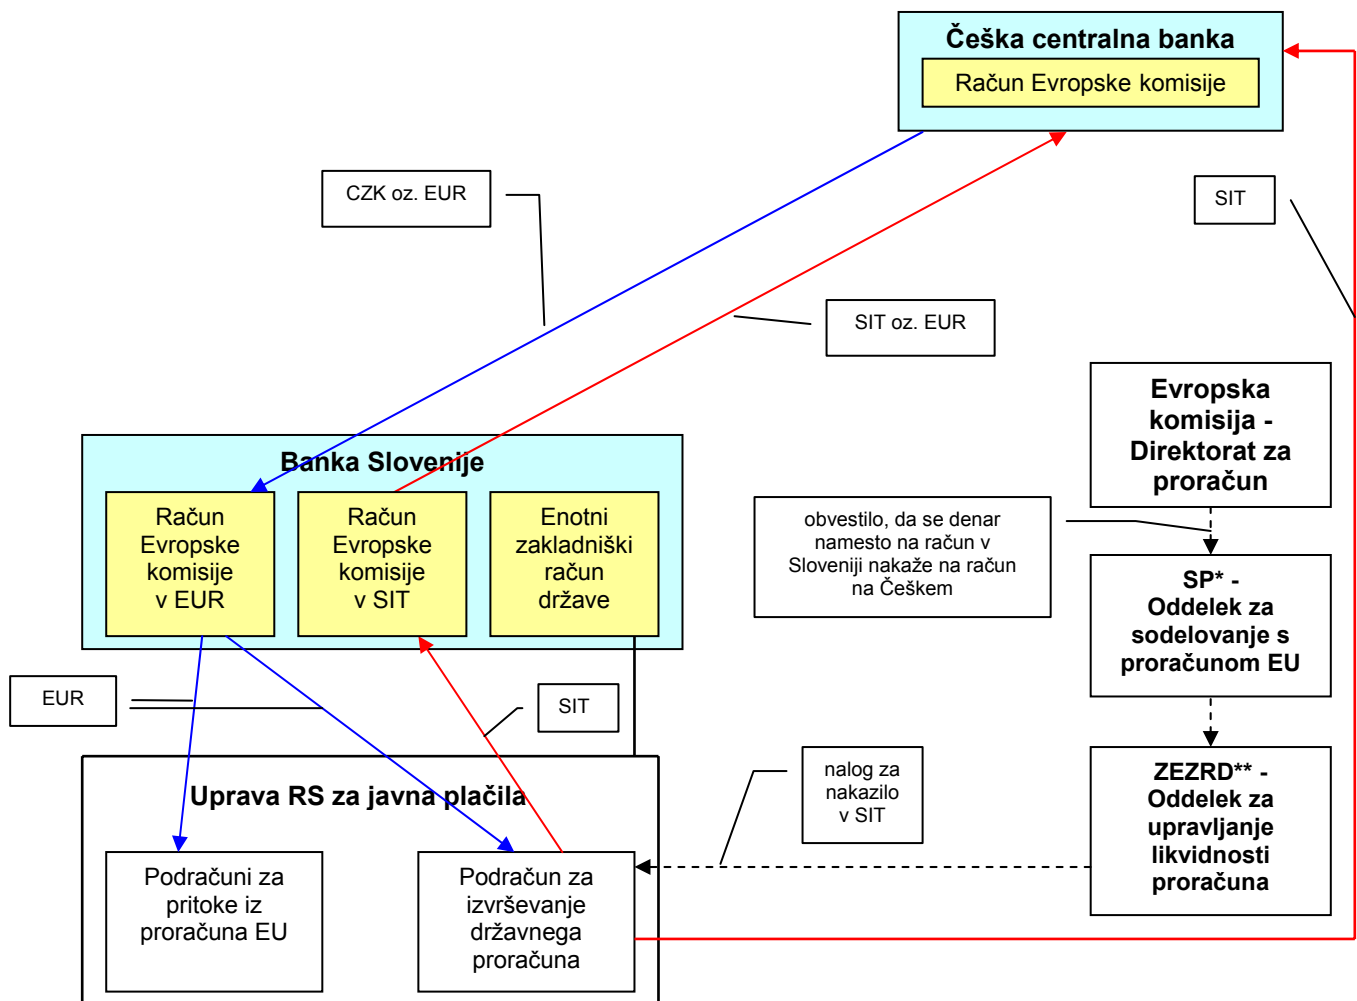 Češka centralna banka
Račun Evropske komisije
CZK oz. EUR
SIT
SIT oz. EUR
Evropska
komisija -
Direktorat za
proračun
Banka Slovenije
Račun
Evropske
komisije
v EUR
Račun
Evropske
komisije
v SIT
Enotni
zakladniški
račun
države
obvestilo, da se denar
namesto na račun v
Sloveniji nakaže na račun
na Češkem
SP* -
Oddelek za
sodelovanje s
proračunom EU
EUR
SIT
Uprava RS za javna plačila
nalog za
nakazilo
v SIT
ZEZRD** -
Oddelek za
upravljanje
likvidnosti
proračuna
Podračuni za
pritoke iz
proračuna EU
Podračun za
izvrševanje
državnega
proračuna